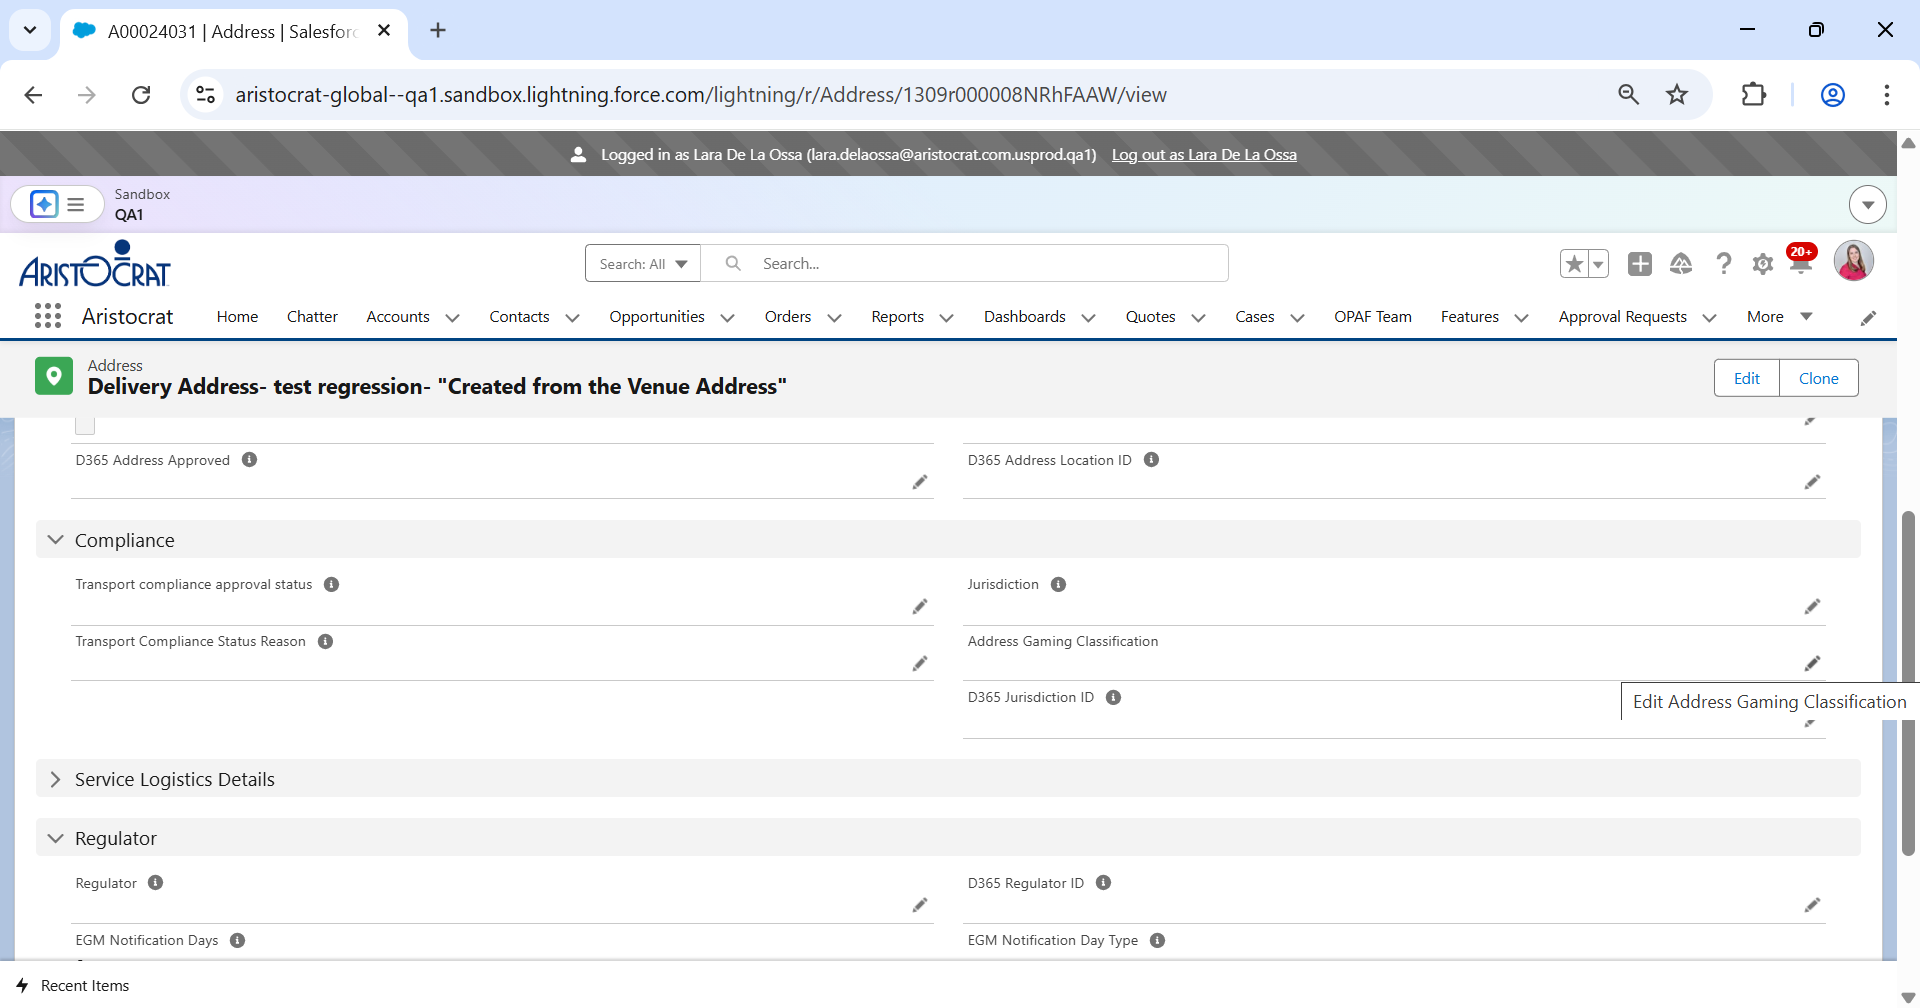 A00024031 | Address | Salesforc
aristocrat-global--qa1.sandbox.lightning.force.com/lightning/r/Address/1309r000008NRhFAAW/view
Logged in as Lara De La Ossa (lara.delaossa@aristocrat.com.usprod.qa1) Log out as Lara De La Ossa
Sandbox
QA1
ARISTOCRAT
Search: All
Search...
20+
Aristocrat Home Chatter Accounts Contacts Opportunities Orders Reports Dashboards Quotes Cases OPAF Team Features Approval Requests More
Address
Delivery Address- test regression- "Created from the Venue Address"
Edit Clone
D365 Address Approved D365 Address Location ID
Compliance
Transport compliance approval status Jurisdiction
Transport Compliance Status Reason Address Gaming Classification
D365 Jurisdiction ID
Edit Address Gaming Classification
Service Logistics Details
Regulator
Regulator D365 Regulator ID
EGM Notification Days EGM Notification Day Type
Recent Items